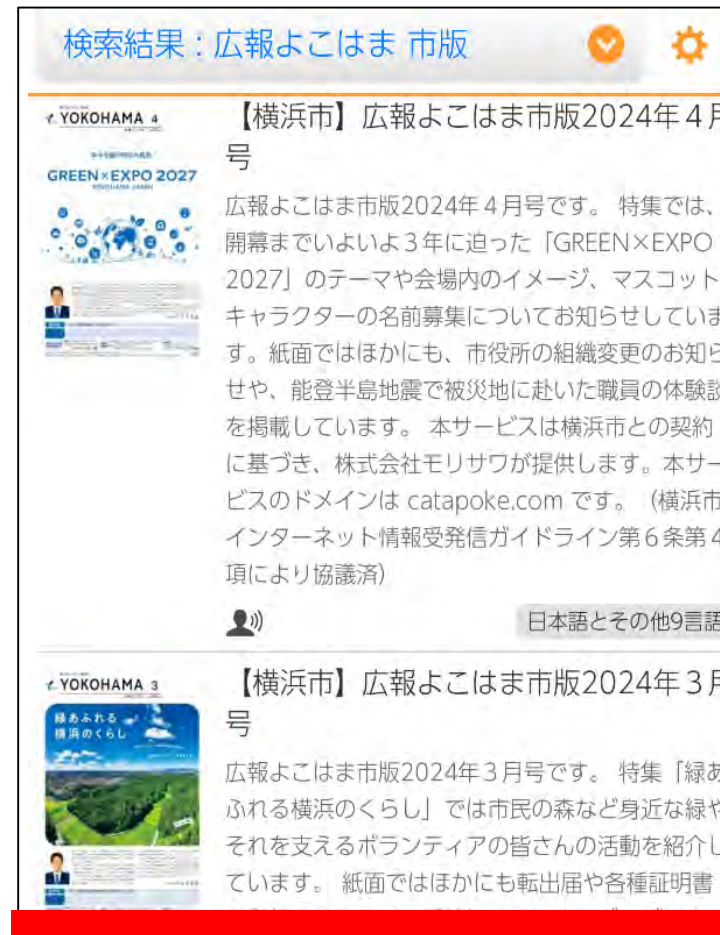 検索結果：広報よこはま 市版
YOKOHAMA 4
GREEN×EXPO 2027
YOKOHAMA JAPAN
【横浜市】広報よこはま市版2024年４月
号
広報よこはま市版2024年４月号です。 特集では、
開幕までいよいよ３年に迫った「GREEN×EXPO
2027」のテーマや会場内のイメージ、マスコット
キャラクターの名前募集についてお知らせしていま
す。紙面ではほかにも、市役所の組織変更のお知ら
せや、能登半島地震で被災地に赴いた職員の体験談
を掲載しています。 本サービスは横浜市との契約
に基づき、株式会社モリサワが提供します。本サー
ビスのドメインは catapoke.com です。（横浜市
インターネット情報受発信ガイドライン第６条第４
項により協議済）
日本語とその他9言語
YOKOHAMA 3
緑あふれる
横浜のくらし
【横浜市】広報よこはま市版2024年３月
号
広報よこはま市版2024年３月号です。 特集「緑あ
ふれる横浜のくらし」では市民の森など身近な緑や
それを支えるボランティアの皆さんの活動を紹介し
ています。 紙面ではほかにも転出届や各種証明書